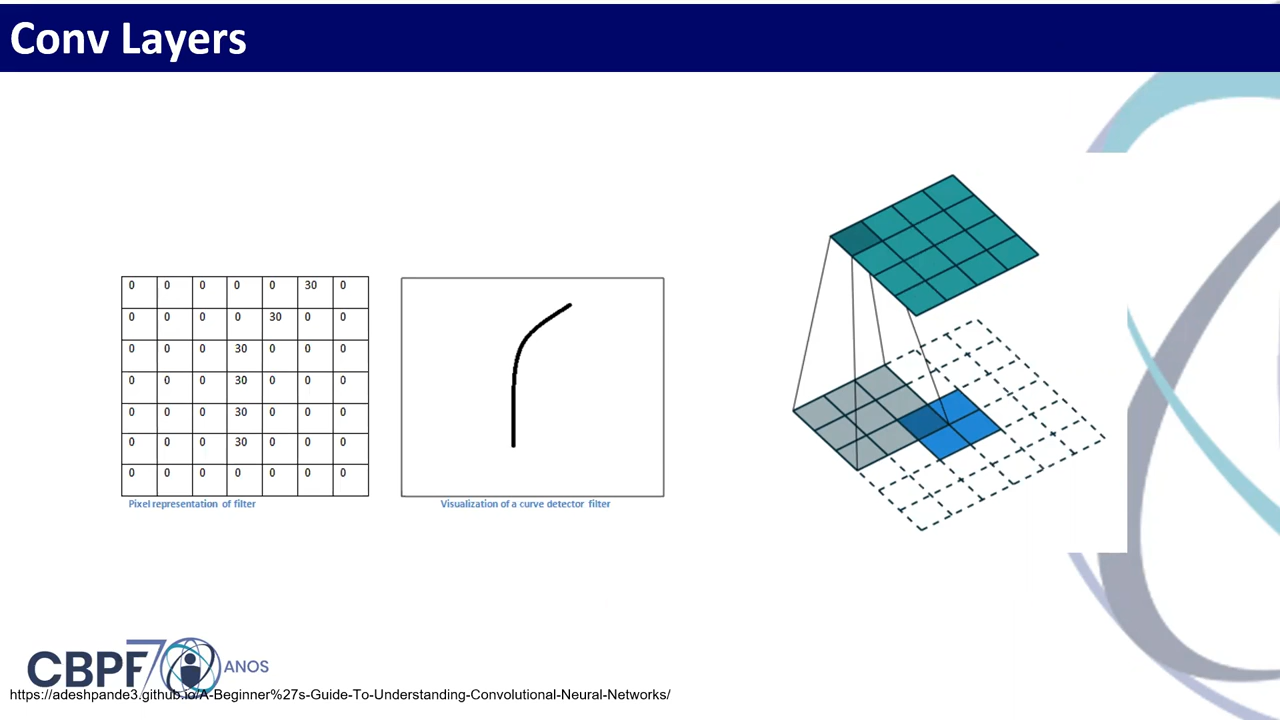 Conv Layers
0 0 0 0 0 30 0
0 0 0 0 30 0 0
0 0 0 30 0 0 0
0 0 0 30 0 0 0
0 0 0 30 0 0 0
0 0 0 30 0 0 0
0 0 0 0 0 0 0
Pixel representation of filter
Visualization of a curve detector filter
CBPF 70 ANOS
https://adeshpande3.github.io/A-Beginner%27s-Guide-To-Understanding-Convolutional-Neural-Networks/